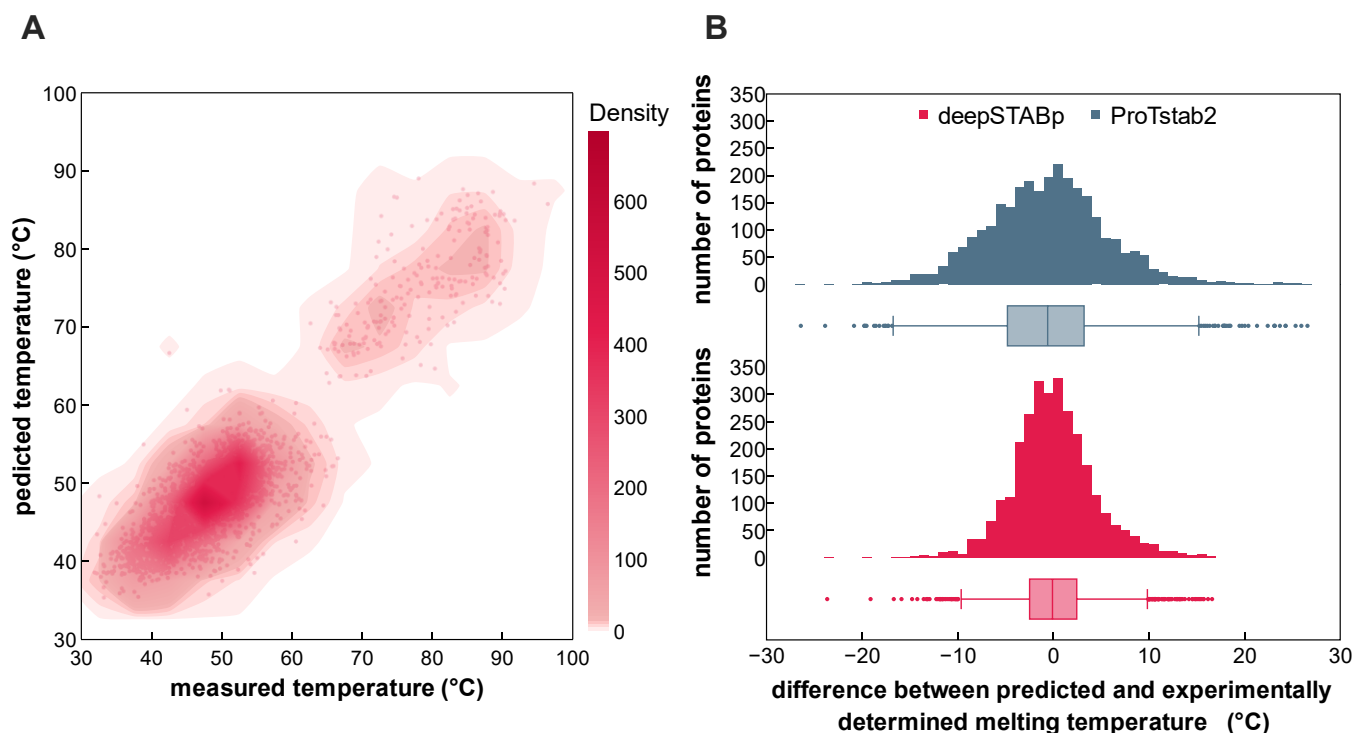 A
B
100
90
80
70
60
50
40
30
pedicted temperature (°C)
30 40 50 60 70 80 90 100
measured temperature (°C)
Density
600
500
400
300
200
100
0
number of proteins
350
300
250
200
150
100
50
0
deepSTABp ProTstab2
number of proteins
350
300
250
200
150
100
50
0
−30 −20 −10 0 10 20 30
difference between predicted and experimentally
determined melting temperature (°C)